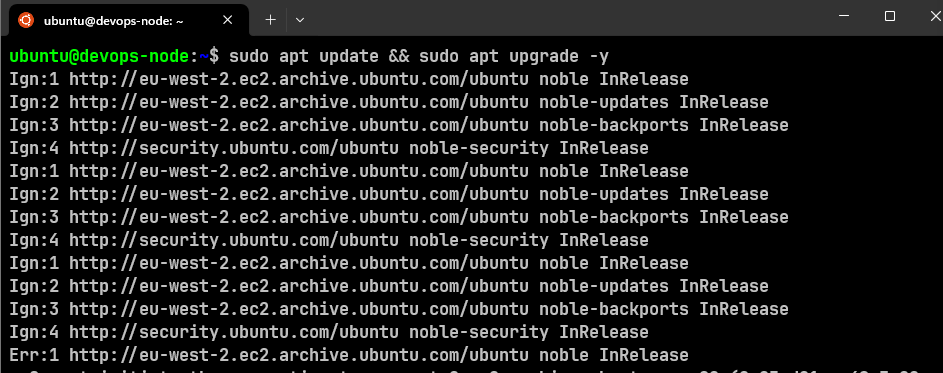 ubuntu@devops-node: ~
ubuntu@devops-node:~$ sudo apt update && sudo apt upgrade -y
Ign:1 http://eu-west-2.ec2.archive.ubuntu.com/ubuntu noble InRelease
Ign:2 http://eu-west-2.ec2.archive.ubuntu.com/ubuntu noble-updates InRelease
Ign:3 http://eu-west-2.ec2.archive.ubuntu.com/ubuntu noble-backports InRelease
Ign:4 http://security.ubuntu.com/ubuntu noble-security InRelease
Ign:1 http://eu-west-2.ec2.archive.ubuntu.com/ubuntu noble InRelease
Ign:2 http://eu-west-2.ec2.archive.ubuntu.com/ubuntu noble-updates InRelease
Ign:3 http://eu-west-2.ec2.archive.ubuntu.com/ubuntu noble-backports InRelease
Ign:4 http://security.ubuntu.com/ubuntu noble-security InRelease
Ign:1 http://eu-west-2.ec2.archive.ubuntu.com/ubuntu noble InRelease
Ign:2 http://eu-west-2.ec2.archive.ubuntu.com/ubuntu noble-updates InRelease
Ign:3 http://eu-west-2.ec2.archive.ubuntu.com/ubuntu noble-backports InRelease
Ign:4 http://security.ubuntu.com/ubuntu noble-security InRelease
Err:1 http://eu-west-2.ec2.archive.ubuntu.com/ubuntu noble InRelease